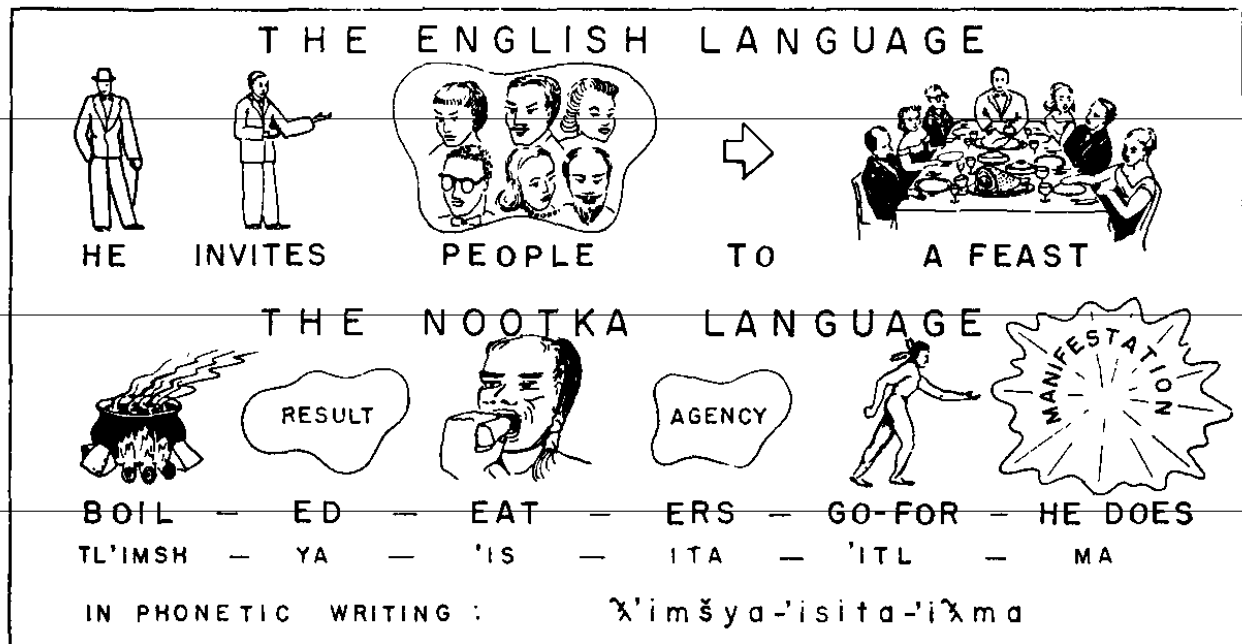 THE ENGLISH LANGUAGE
HE INVITES PEOPLE TO A FEAST
THE NOOTKA LANGUAGE
RESULT AGENCY MANIFESTATION
BOIL — ED — EAT — ERS — GO-FOR — HE DOES
TL'IMSH — YA — 'IS — ITA — 'ITL — MA
IN PHONETIC WRITING : ƛ'imšya-'isita-'iƛma